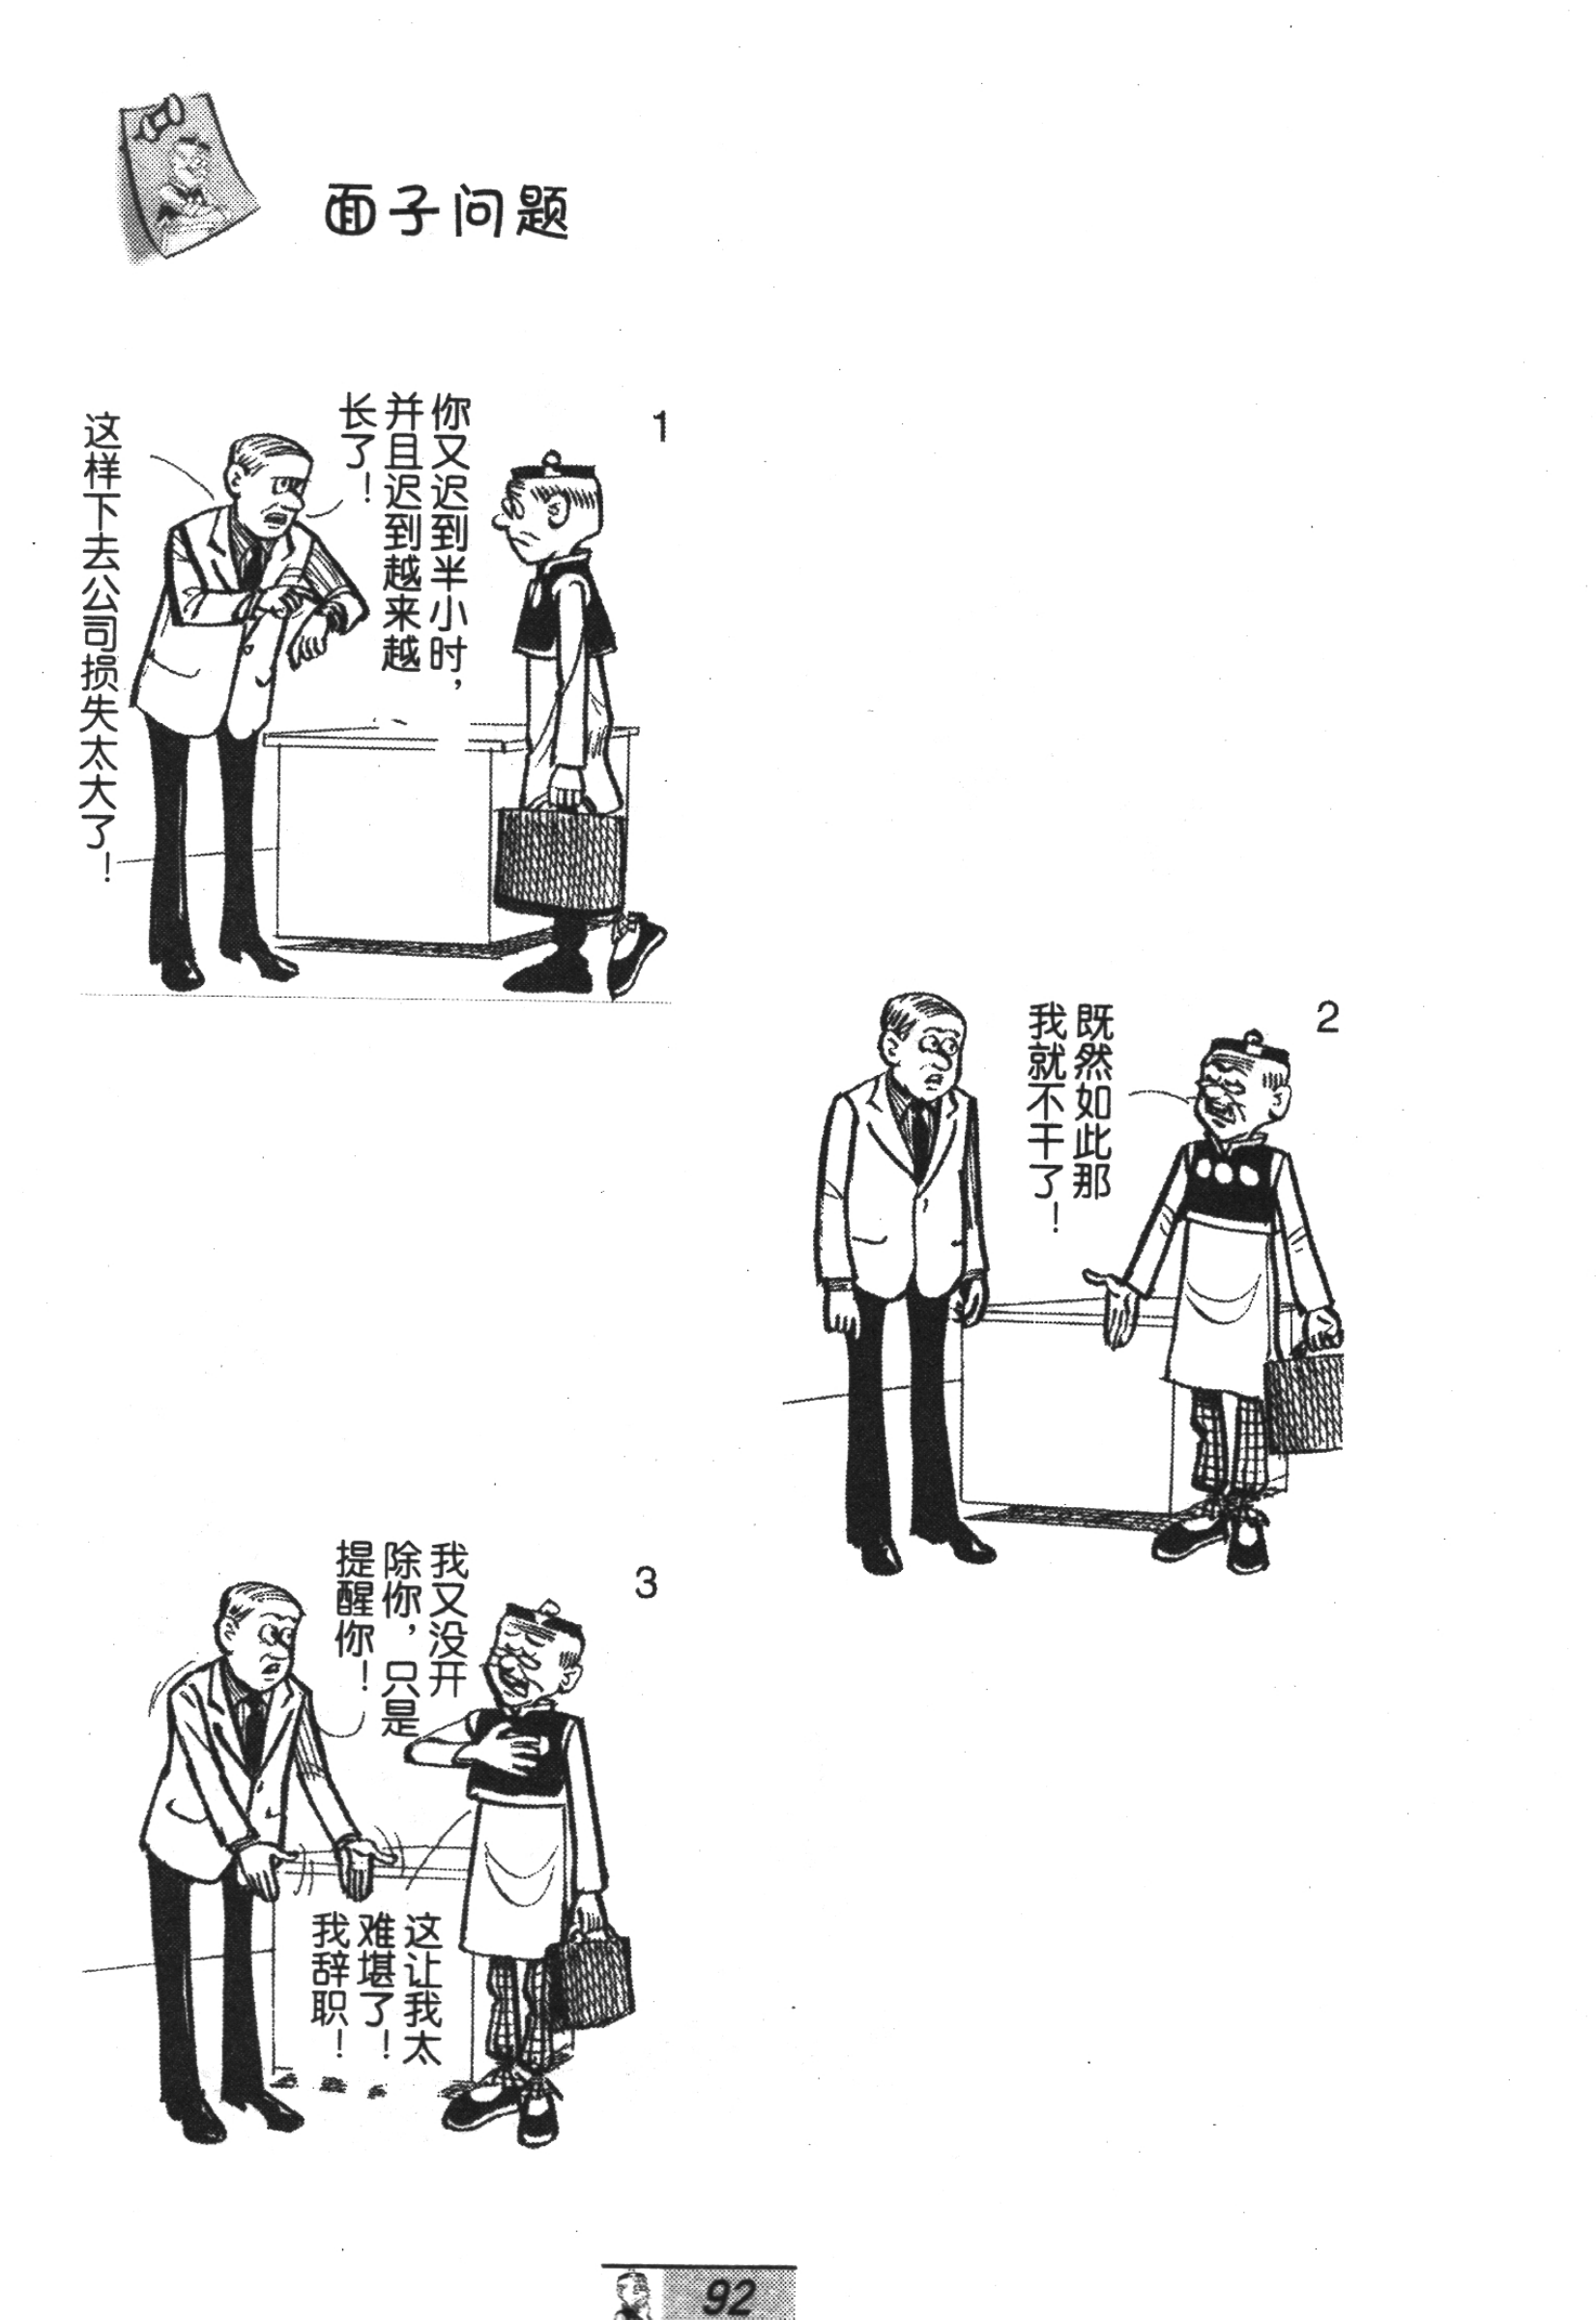 面子问题
1
你又迟到半小时，
并且迟到越来越
长了！
这样下去公司损失太大了！
2
既然如此那
我就不干了！
3
我又没开
除你，只是
提醒你！
这让我太
难堪了！
我辞职！
92